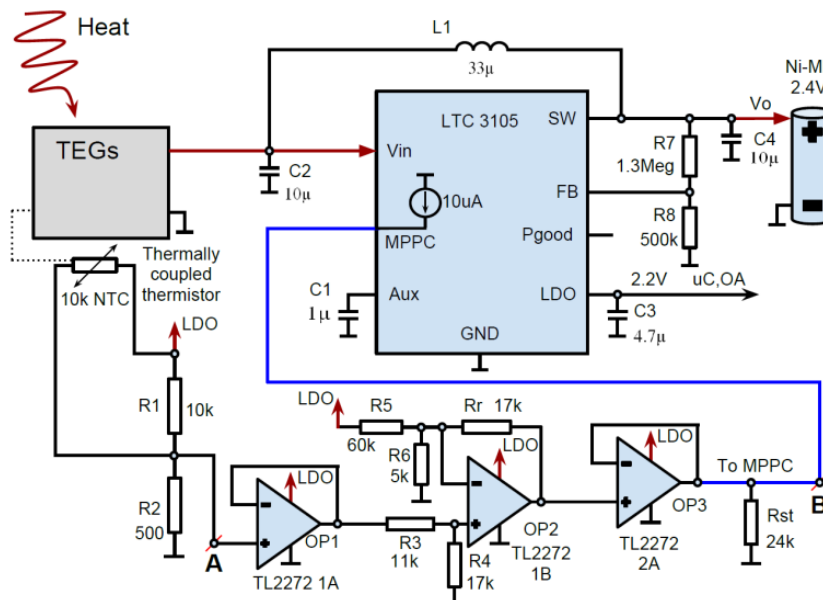 Heat
L1
33µ
Ni-M
2.4V
TEGs
LTC 3105
SW
Vo
Vin
C2
10µ
R7
1.3Meg
C4
10µ
10uA
FB
MPPC
Pgood
R8
500k
Thermally
coupled
thermistor
10k NTC
C1
1µ
Aux
LDO
2.2V
uC,OA
C3
4.7µ
GND
LDO
R1
10k
LDO
R5
60k
Rr 17k
R6
5k
LDO
LDO
R2
500
A
LDO
OP1
TL2272 1A
R3
11k
R4
17k
OP2
TL2272
1B
OP3
TL2272
2A
To MPPC
B
Rst
24k
-
+
-
+
-
+